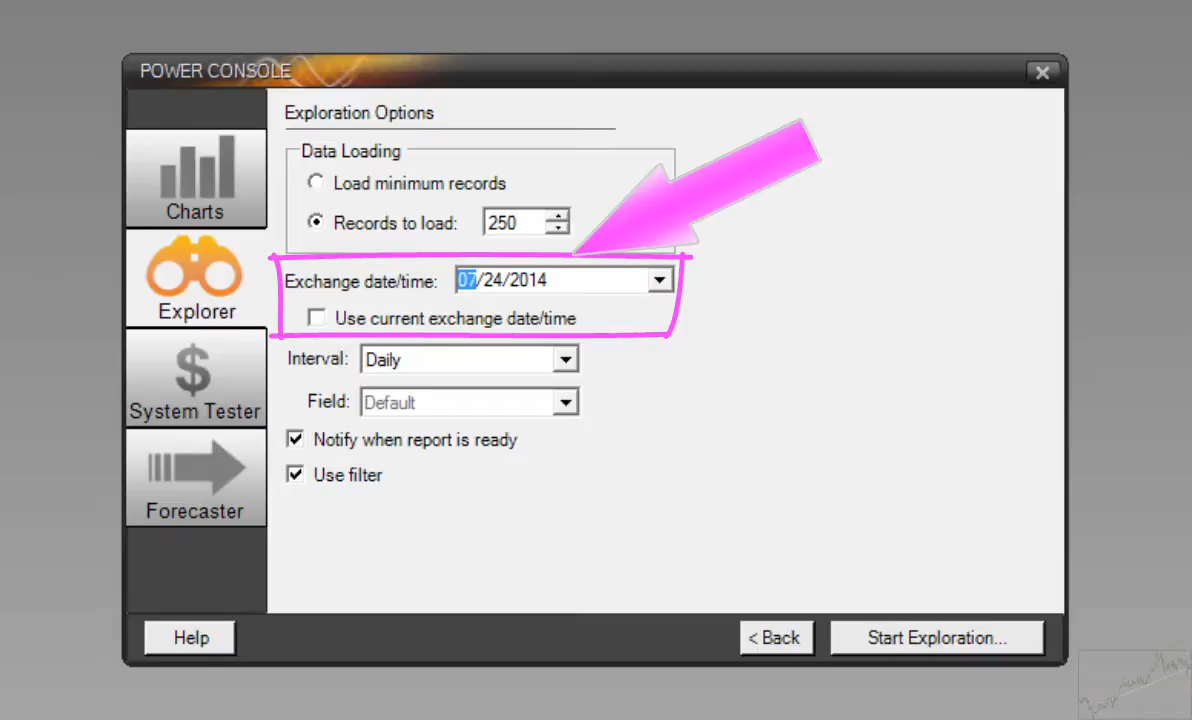 POWER CONSOLE
Exploration Options
Data Loading
Load minimum records
Records to load: 250
Exchange date/time: 07/24/2014
Use current exchange date/time
Interval: Daily
Field: Default
Notify when report is ready
Use filter
Charts
Explorer
$
System Tester
Forecaster
Help
< Back
Start Exploration...